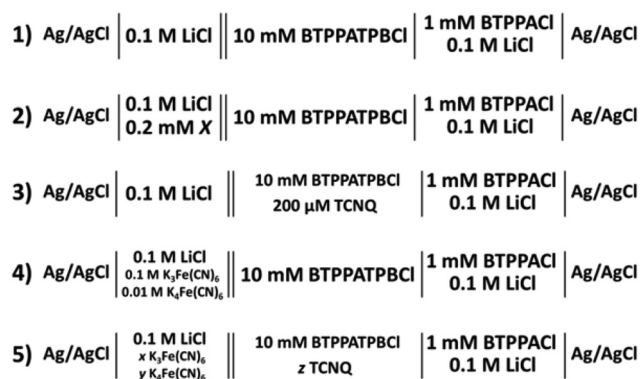 1) Ag/AgCl | 0.1 M LiCl || 10 mM BTPPATPBCl | 1 mM BTPPACl
0.1 M LiCl | Ag/AgCl
2) Ag/AgCl | 0.1 M LiCl
0.2 mM X || 10 mM BTPPATPBCl | 1 mM BTPPACl
0.1 M LiCl | Ag/AgCl
3) Ag/AgCl | 0.1 M LiCl || 10 mM BTPPATPBCl
200 µM TCNQ | 1 mM BTPPACl
0.1 M LiCl | Ag/AgCl
4) Ag/AgCl | 0.1 M LiCl
0.1 M K₃Fe(CN)₆
0.01 M K₄Fe(CN)₆ || 10 mM BTPPATPBCl | 1 mM BTPPACl
0.1 M LiCl | Ag/AgCl
5) Ag/AgCl | 0.1 M LiCl
x K₃Fe(CN)₆
y K₄Fe(CN)₆ || 10 mM BTPPATPBCl
z TCNQ | 1 mM BTPPACl
0.1 M LiCl | Ag/AgCl